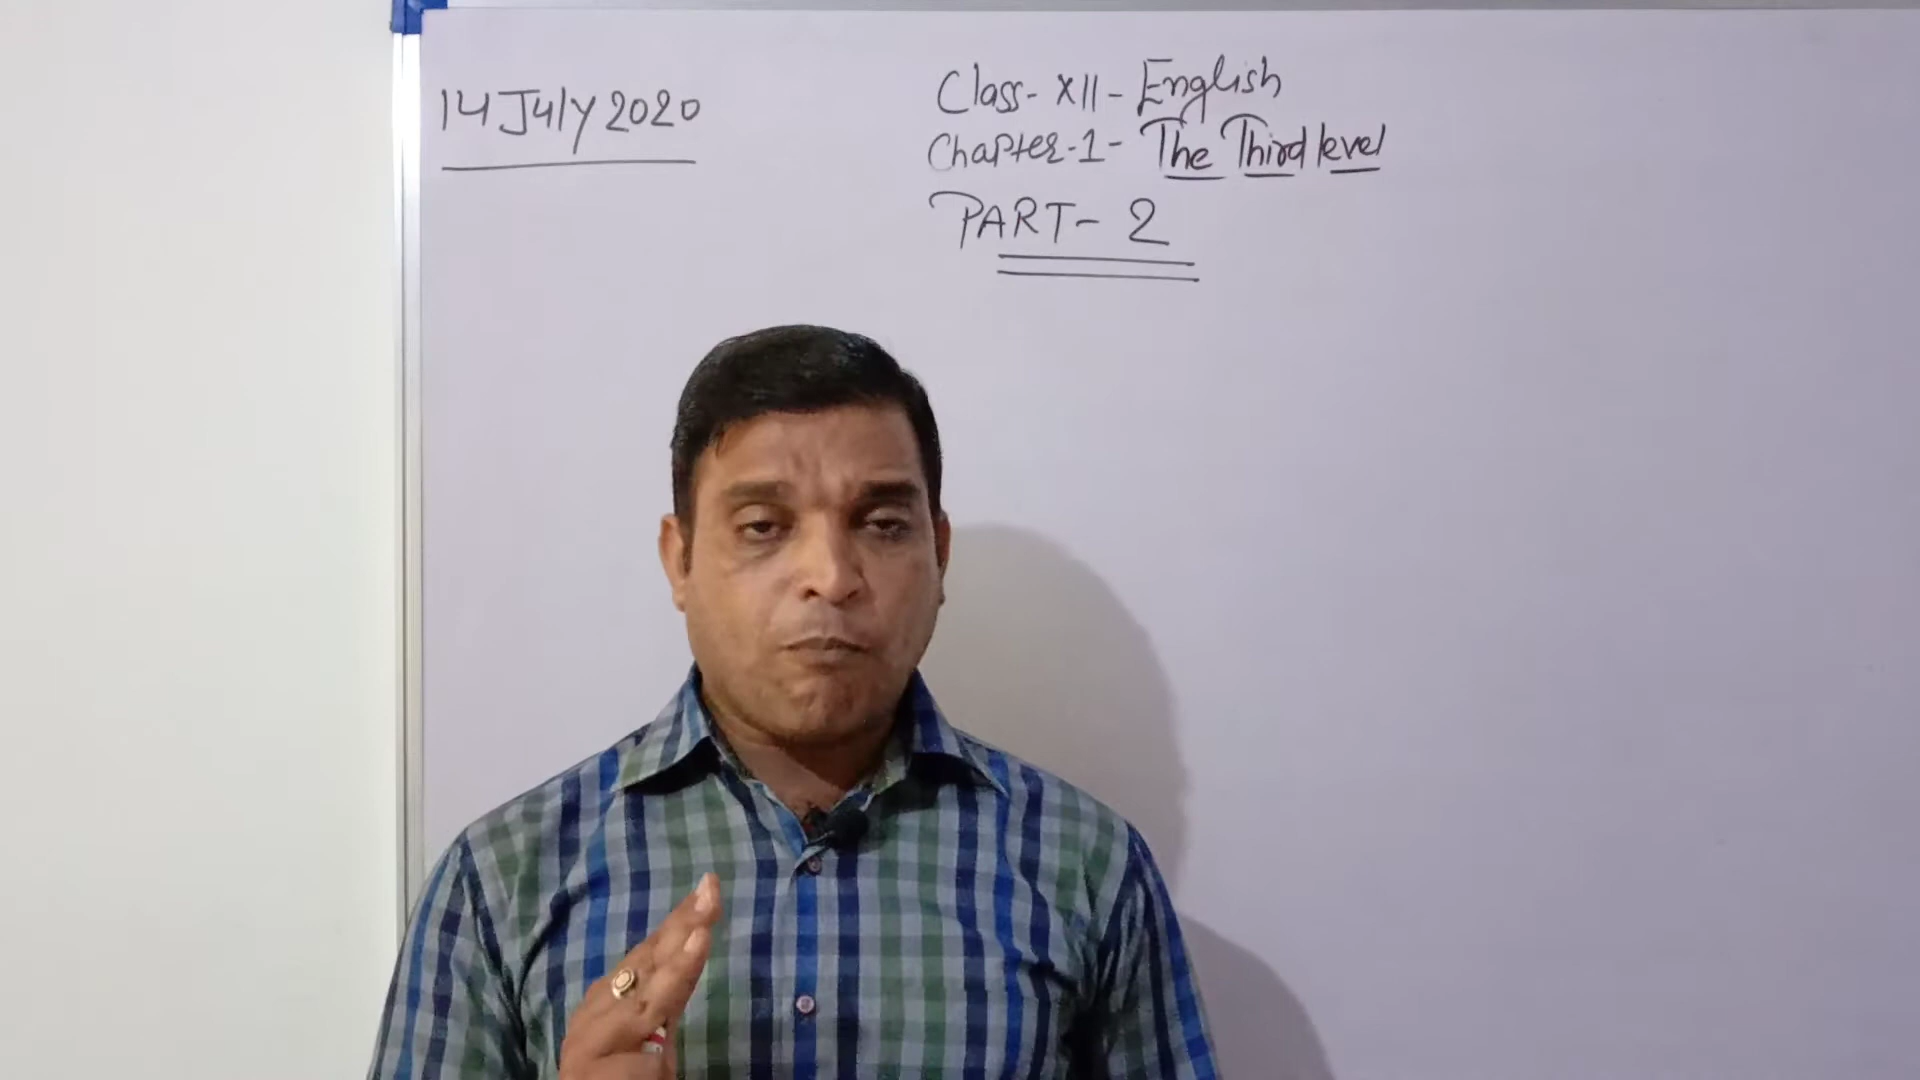 14 July 2020
Class- XII - English
Chapter-1- The Third level
PART- 2